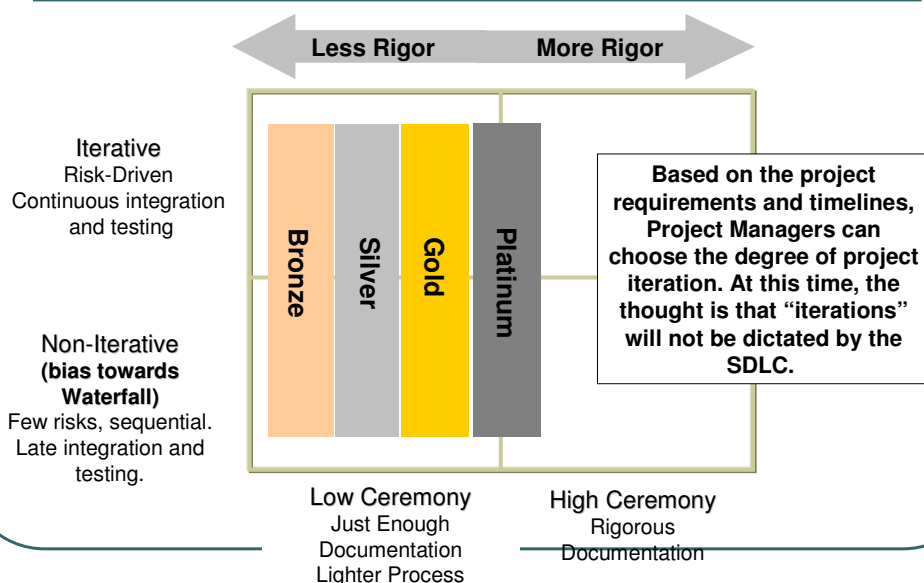 Less Rigor
More Rigor
Iterative
Risk-Driven
Continuous integration
and testing
Non-Iterative
(bias towards
Waterfall)
Few risks, sequential.
Late integration and
testing.
Bronze
Silver
Gold
Platinum
Based on the project
requirements and timelines,
Project Managers can
choose the degree of project
iteration. At this time, the
thought is that “iterations”
will not be dictated by the
SDLC.
Low Ceremony
Just Enough
Documentation
Lighter Process
High Ceremony
Rigorous
Documentation